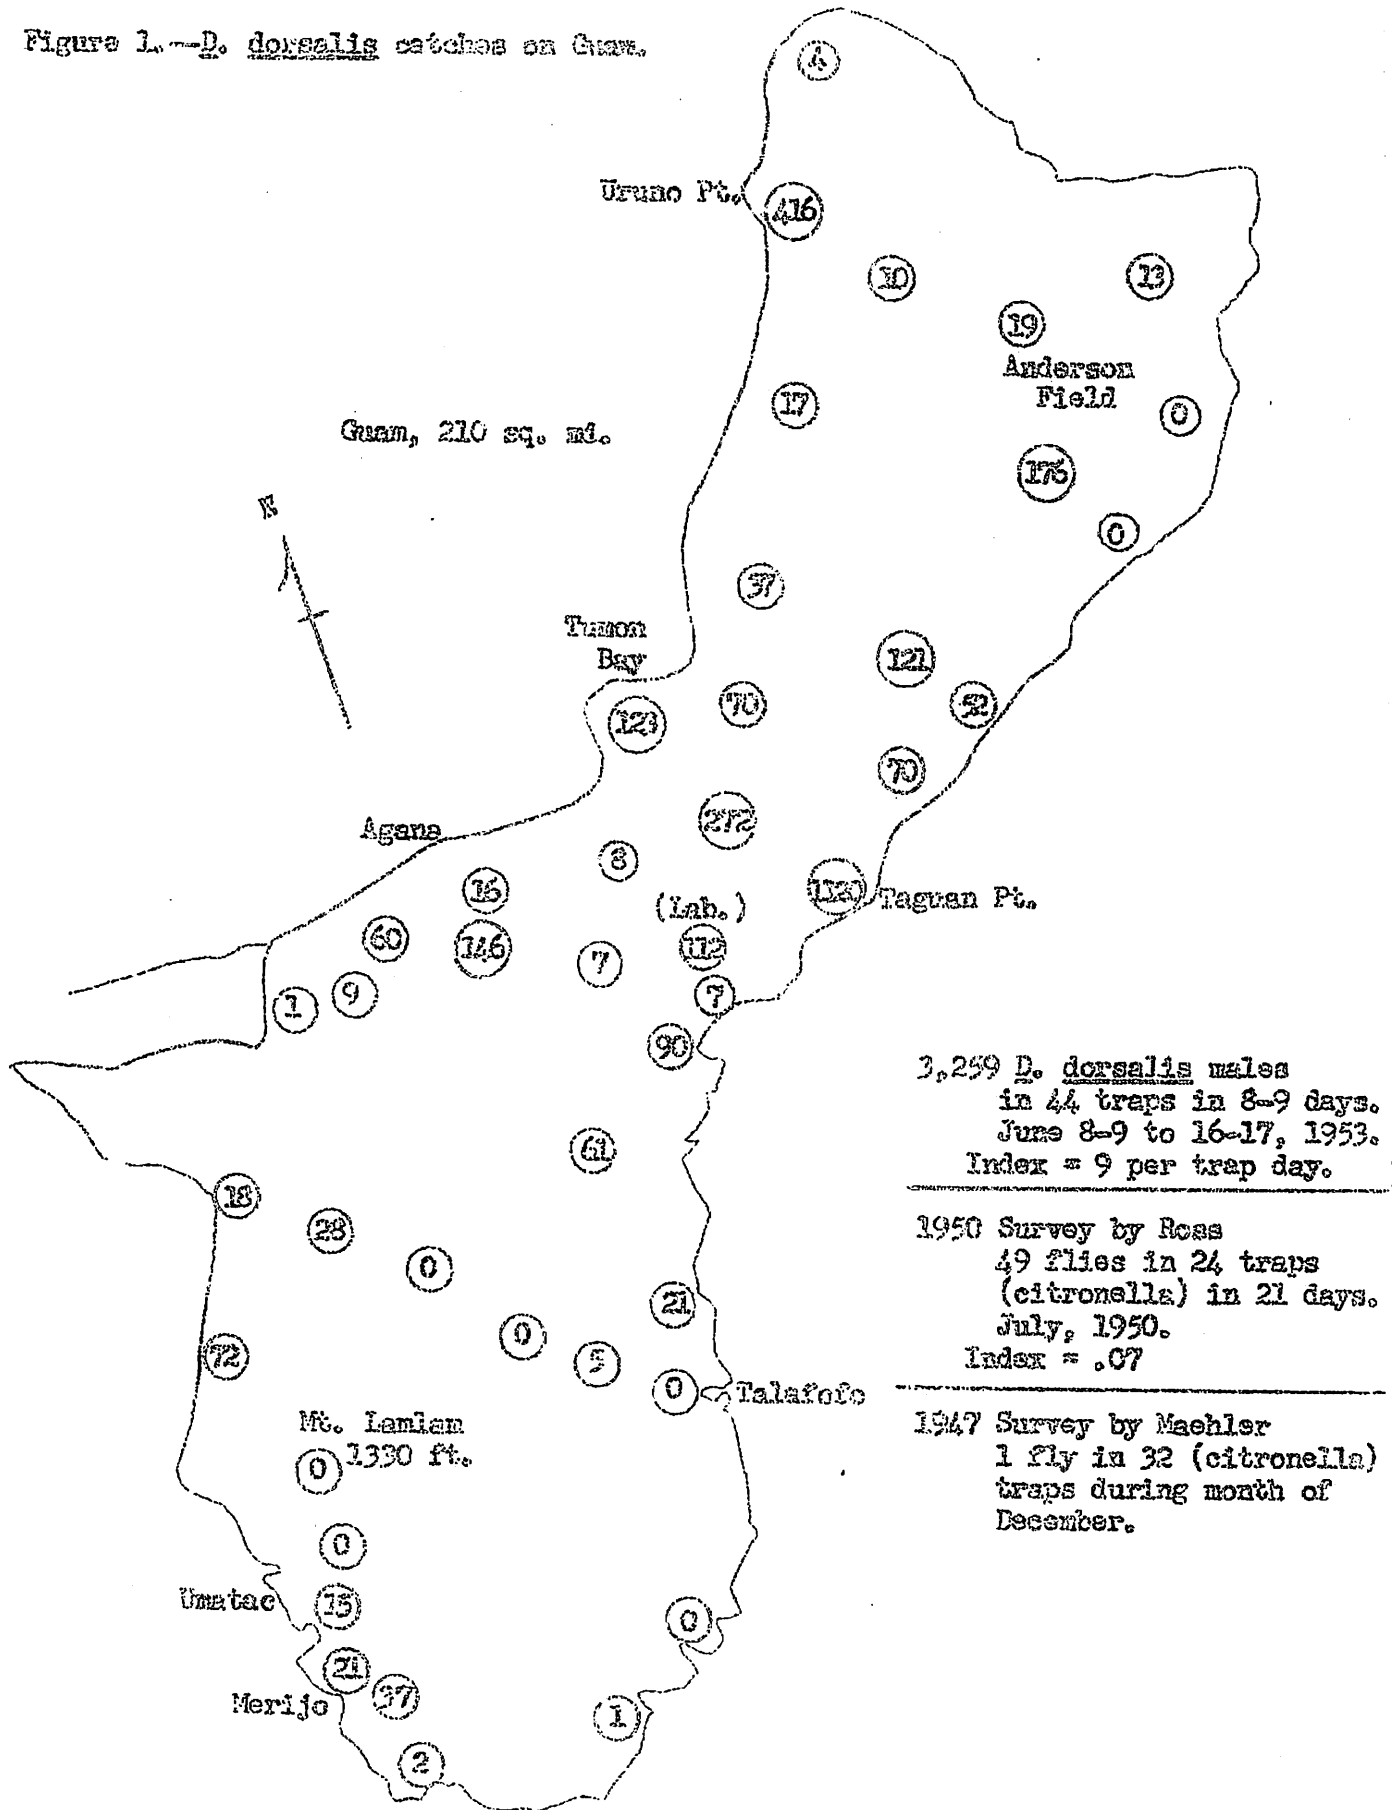 Figure 1.--D. dorsalis catches on Guam.
4
Uruno Pt.
416
10
13
19
Anderson
Field
17
0
Guam, 210 sq. mi.
176
N
0
37
Tumon
Bay
121
123
70
52
70
272
Agana
8
16
(Lab.)
1320
Taguan Pt.
60
146
7
112
1
9
7
90
3,259 D. dorsalis males
in 44 traps in 8-9 days.
June 8-9 to 16-17, 1953.
Index = 9 per trap day.
61
18
28
0
1950 Survey by Ross
49 flies in 24 traps
(citronella) in 21 days.
July, 1950.
Index = .07
21
0
72
5
0
Talafofo
Mt. Lamlam
1330 ft.
0
1947 Survey by Maehler
1 fly in 32 (citronella)
traps during month of
December.
0
Umatac
15
0
21
37
Merijo
1
2